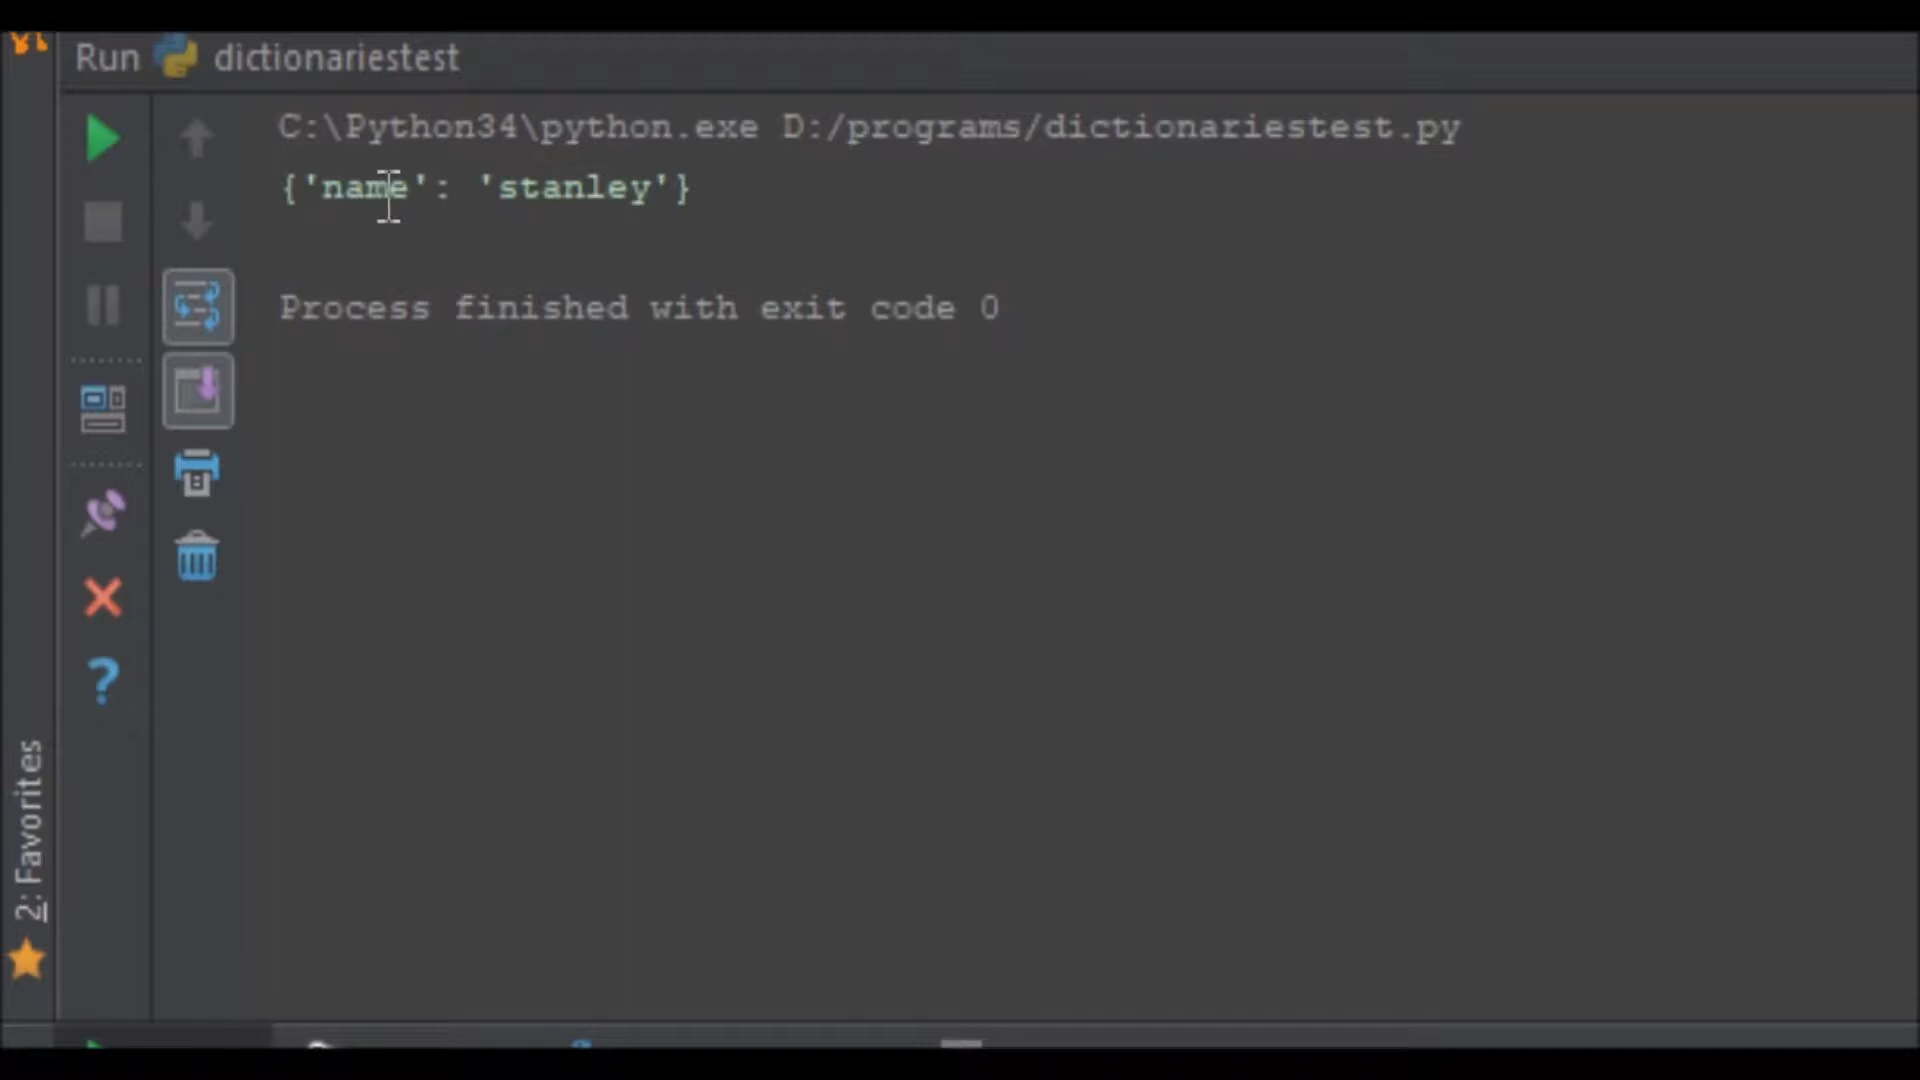 Run dictionariestest
C:\Python34\python.exe D:/programs/dictionariestest.py
{'name': 'stanley'}
Process finished with exit code 0
2: Favorites